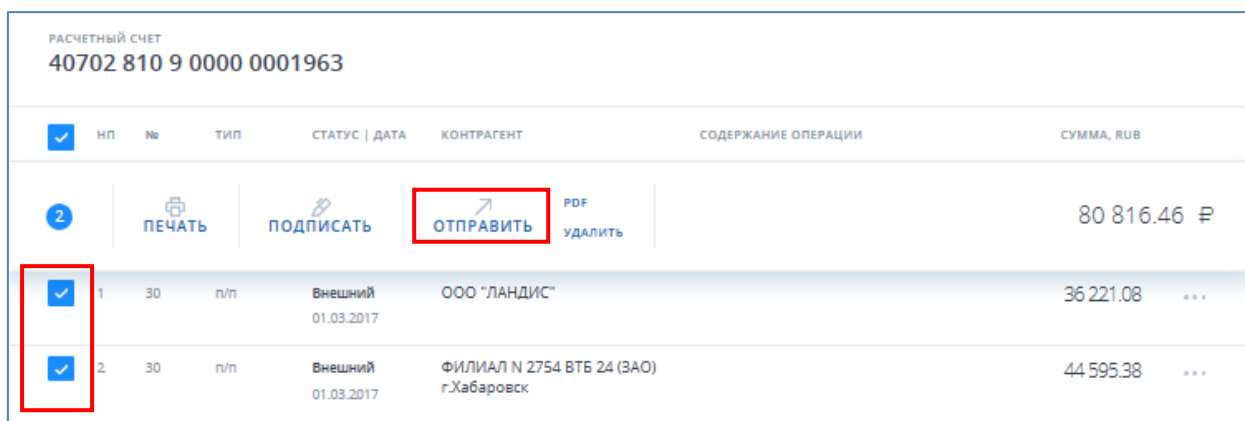 РАСЧЕТНЫЙ СЧЕТ
40702 810 9 0000 0001963
НП № ТИП СТАТУС | ДАТА КОНТРАГЕНТ СОДЕРЖАНИЕ ОПЕРАЦИИ СУММА, RUB
2 ПЕЧАТЬ ПОДПИСАТЬ ОТПРАВИТЬ PDF 80 816.46 ₽
УДАЛИТЬ
1 30 п/п Внешний ООО "ЛАНДИС" 36 221.08 ...
01.03.2017
2 30 п/п Внешний ФИЛИАЛ N 2754 ВТБ 24 (ЗАО) 44 595.38 ...
01.03.2017 г.Хабаровск